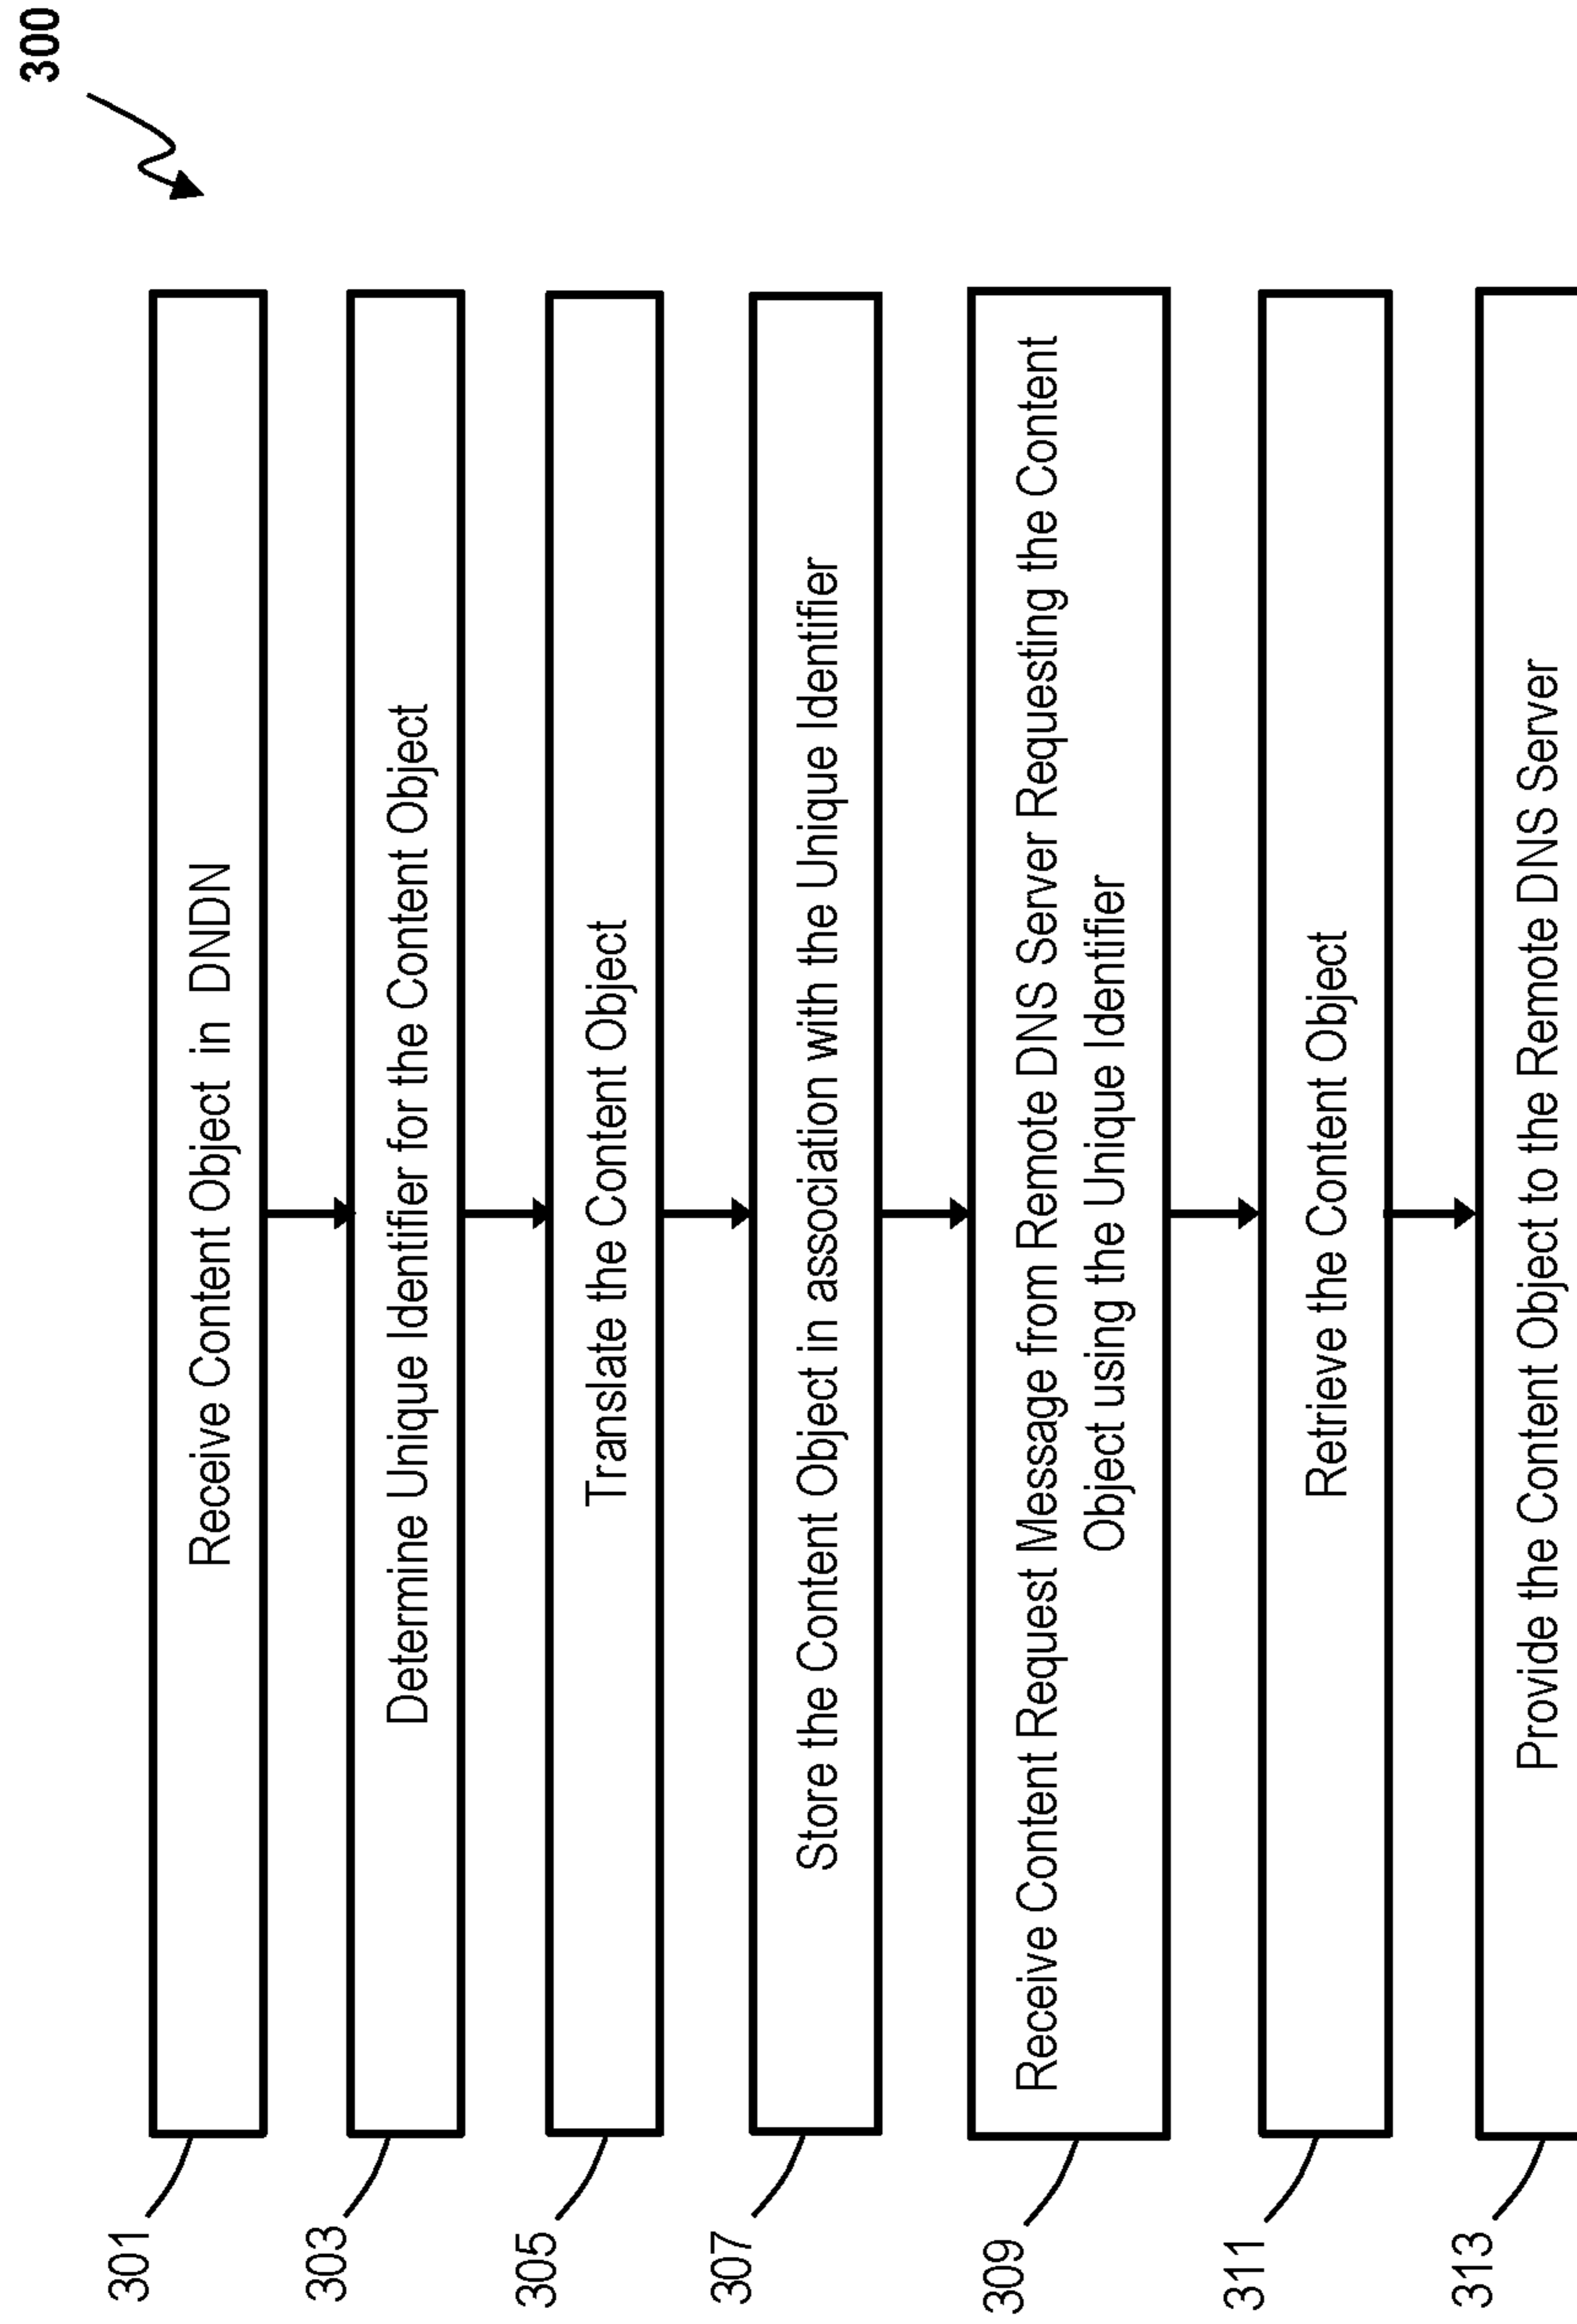 300
301
Receive Content Object in DNDN
303
Determine Unique Identifier for the Content Object
305
Translate the Content Object
307
Store the Content Object in association with the Unique Identifier
309
Receive Content Request Message from Remote DNS Server Requesting the Content
Object using the Unique Identifier
311
Retrieve the Content Object
313
Provide the Content Object to the Remote DNS Server